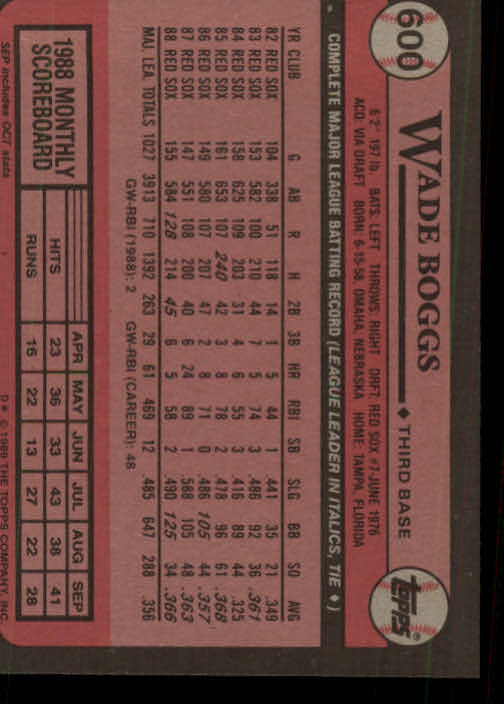 600
WADE BOGGS ♦ THIRD BASE
topps®
6'2" 197 lb. BATS: LEFT THROWS: RIGHT DRFT: RED SOX #7-JUNE 1976
ACQ: VIA DRAFT BORN: 6-15-58, OMAHA, NEBRASKA HOME: TAMPA, FLORIDA
COMPLETE MAJOR LEAGUE BATTING RECORD (LEAGUE LEADER IN ITALICS, TIE ♦)
YR CLUB G AB R H 2B 3B HR RBI SB SLG BB SO AVG
82 RED SOX 104 338 51 118 14 1 5 44 1 .441 35 21 .349
83 RED SOX 153 582 100 210 44 7 5 74 3 .486 92 36 .361
84 RED SOX 158 625 109 203 31 4 6 55 3 .416 89 44 .325
85 RED SOX 161 653 107 240 42 3 8 78 2 .478 96 61 .368
86 RED SOX 149 580 107 207 47 2 8 71 0 .486 105 44 .357
87 RED SOX 147 551 108 200 40 6 24 89 1 .588 105 48 .363
88 RED SOX 155 584 128 214 45 6 5 58 2 .490 125 34 .366
MAJ. LEA. TOTALS 1027 3913 710 1392 263 29 61 469 12 .485 647 288 .356
GW-RBI (1988): 2 GW-RBI (CAREER): 48
1988 MONTHLY
SCOREBOARD
APR MAY JUN JUL AUG SEP
HITS 23 36 33 43 38 41
RUNS 16 22 13 27 22 28
SEP includes OCT stats
D* © 1989 THE TOPPS COMPANY, INC.